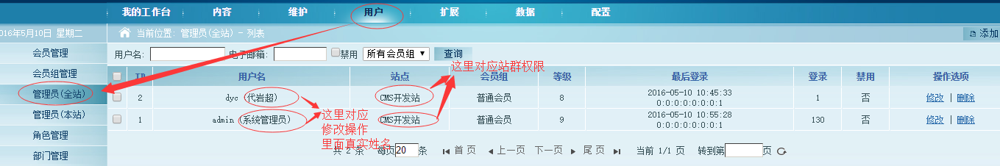 我的工作台 内容 维护 用户 扩展 数据 配置
016年5月10日 星期二 当前位置: 管理员(全站) - 列表 添加
会员管理
会员组管理
管理员(全站)
管理员(本站)
角色管理
部门管理
用户名: 电子邮箱: 禁用 所有会员组 查询
这里对应站群权限
ID 用户名 站点 会员组 等级 最后登录 登录 禁用 操作选项
2 dyc (代岩超) CMS开发站 普通会员 8 2016-05-10 10:45:33 1 否 修改 | 删除
0:0:0:0:0:0:0:1
1 admin (系统管理员) CMS开发站 普通会员 9 2016-05-10 10:55:28 130 否 修改 | 删除
0:0:0:0:0:0:0:1
这里对应
修改操作
里面真实姓名
共 2 条 每页20条 首 页 上一页 下一页 尾 页 当前 1/1 页 转到第 页